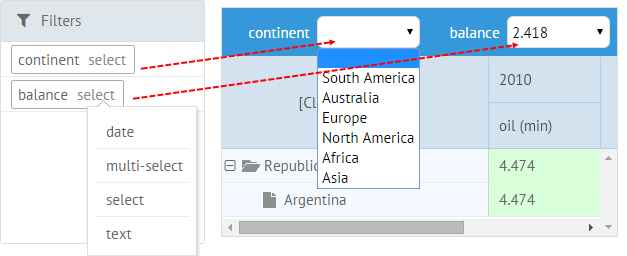 Filters
continent select
balance select
date
multi-select
select
text
continent
balance 2.418
South America
Australia
Europe
North America
Africa
Asia
[Cl
2010
oil (min)
Republic
4.474
Argentina
4.474